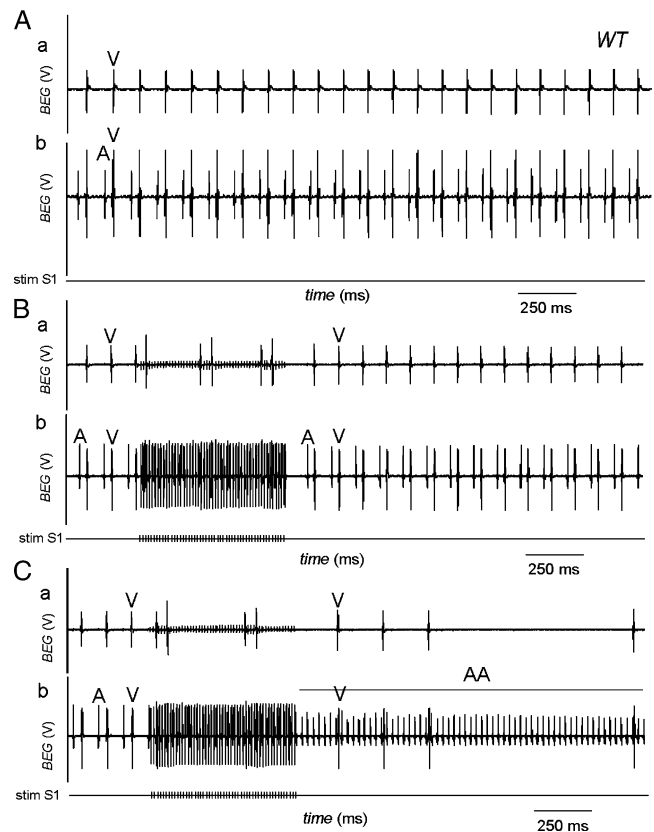 A
a
WT
V
BEG (V)
b
V
A
BEG (V)
stim S1
time (ms)
250 ms
B
a
V
V
BEG (V)
b
A
V
A
V
BEG (V)
stim S1
time (ms)
250 ms
C
a
V
V
BEG (V)
AA
b
A
V
V
BEG (V)
stim S1
time (ms)
250 ms